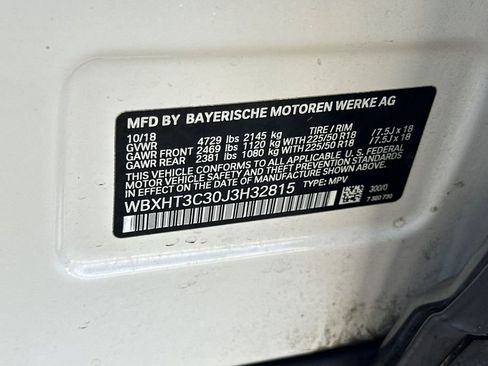 MFD BY BAYERISCHE MOTOREN WERKE AG
10/18 TIRE / RIM
GVWR 4729 lbs 2145 kg
GAWR FRONT 2469 lbs 1120 kg WITH 225/50 R18 /7.5J x 18
GAWR REAR 2381 lbs 1080 kg WITH 225/50 R18 /7.5J x 18
THIS VEHICLE CONFORMS TO ALL APPLICABLE U.S. FEDERAL
MOTOR VEHICLE SAFETY AND THEFT PREVENTION STANDARDS
IN EFFECT ON THE DATE OF MANUFACTURE SHOWN ABOVE.
WBXHT3C30J3H32815 TYPE: MPV 300/0